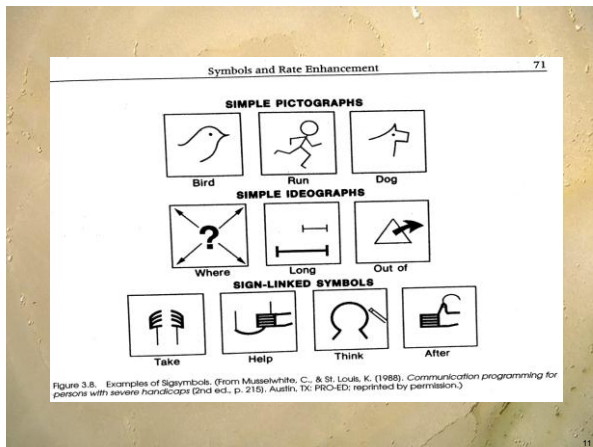 Symbols and Rate Enhancement 71
SIMPLE PICTOGRAPHS
Bird Run Dog
SIMPLE IDEOGRAPHS
?
Where Long Out of
SIGN-LINKED SYMBOLS
Take Help Think After
Figure 3.8. Examples of Sigsymbols. (From Musselwhite, C., & St. Louis, K. (1988). Communication programming for
persons with severe handicaps (2nd ed., p. 215). Austin, TX: PRO-ED; reprinted by permission.)
11